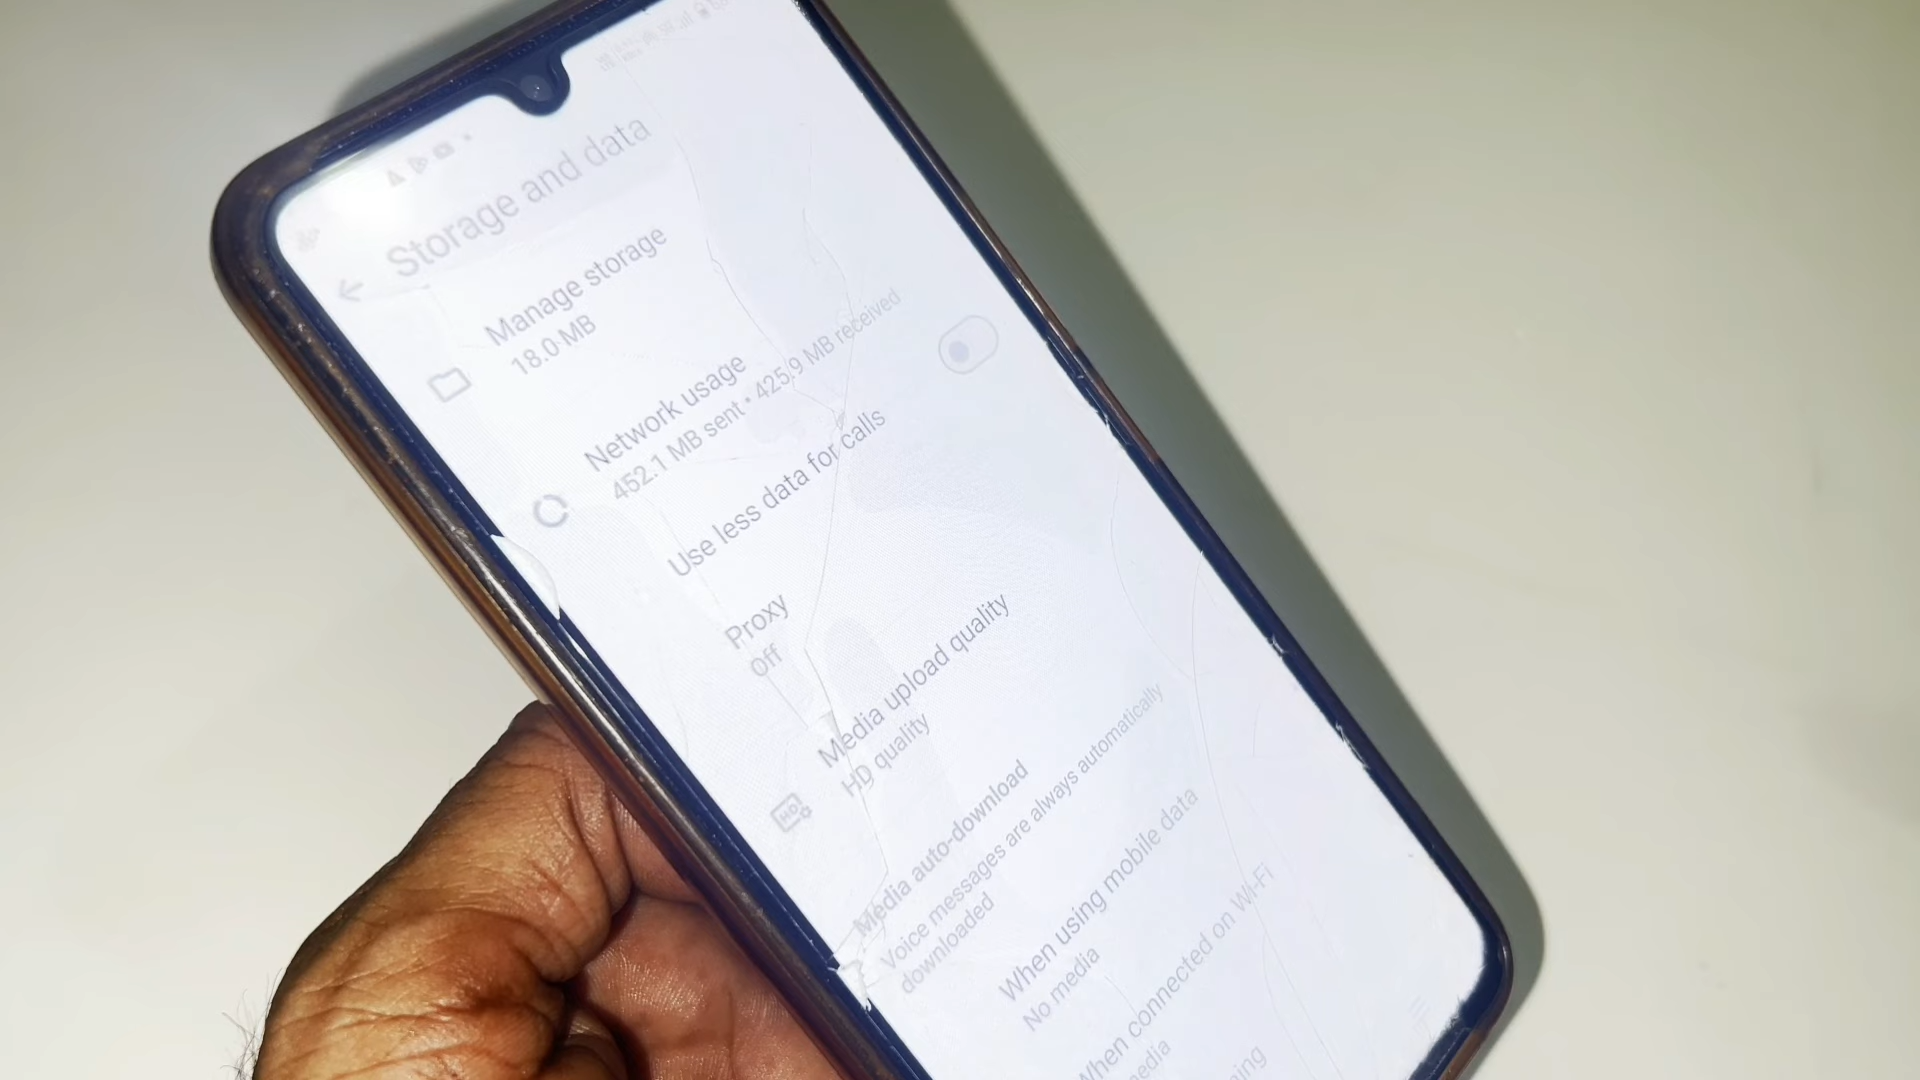 Storage and data
Manage storage
18.0 MB
Network usage
452.1 MB sent • 425.9 MB received
Use less data for calls
Proxy
Off
Media upload quality
HD quality
HD
Media auto-download
Voice messages are always automatically
downloaded
When using mobile data
No media
When connected on Wi-Fi
media